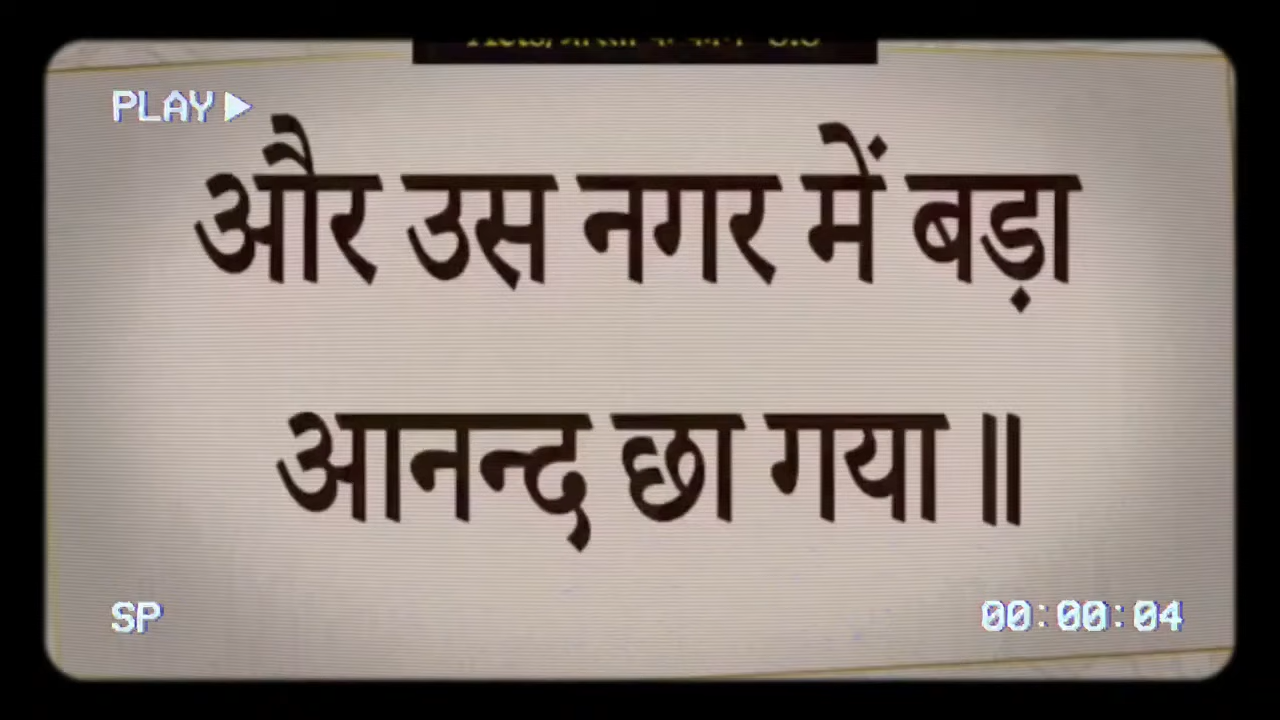 PLAY
और उस नगर में बड़ा
आनन्द छा गया ॥
SP
00:00:04